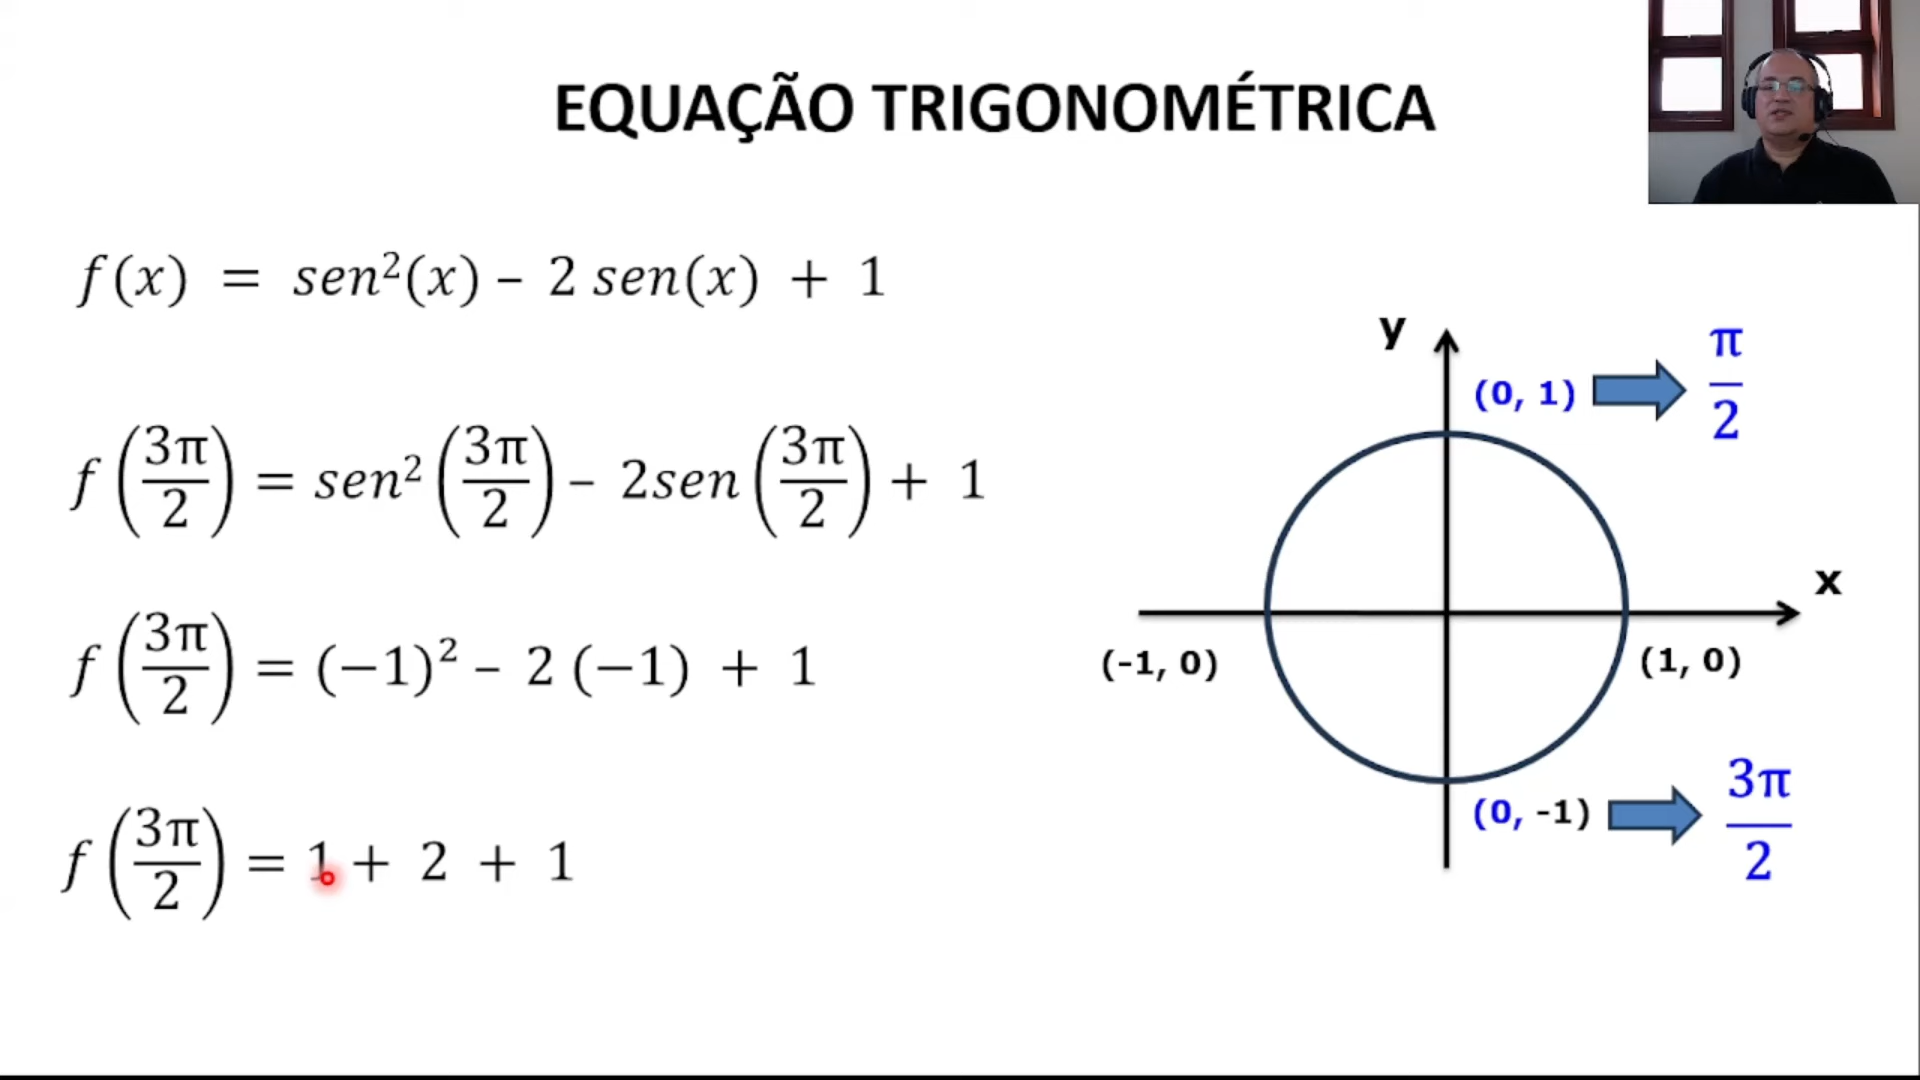 EQUAÇÃO TRIGONOMÉTRICA
f(x) = sen²(x) – 2 sen(x) + 1
f(3π/2) = sen²(3π/2) – 2sen(3π/2) + 1
f(3π/2) = (−1)² – 2 (−1) + 1
f(3π/2) = 1 + 2 + 1
y
(0, 1)
π/2
x
(-1, 0)
(1, 0)
(0, -1)
3π/2